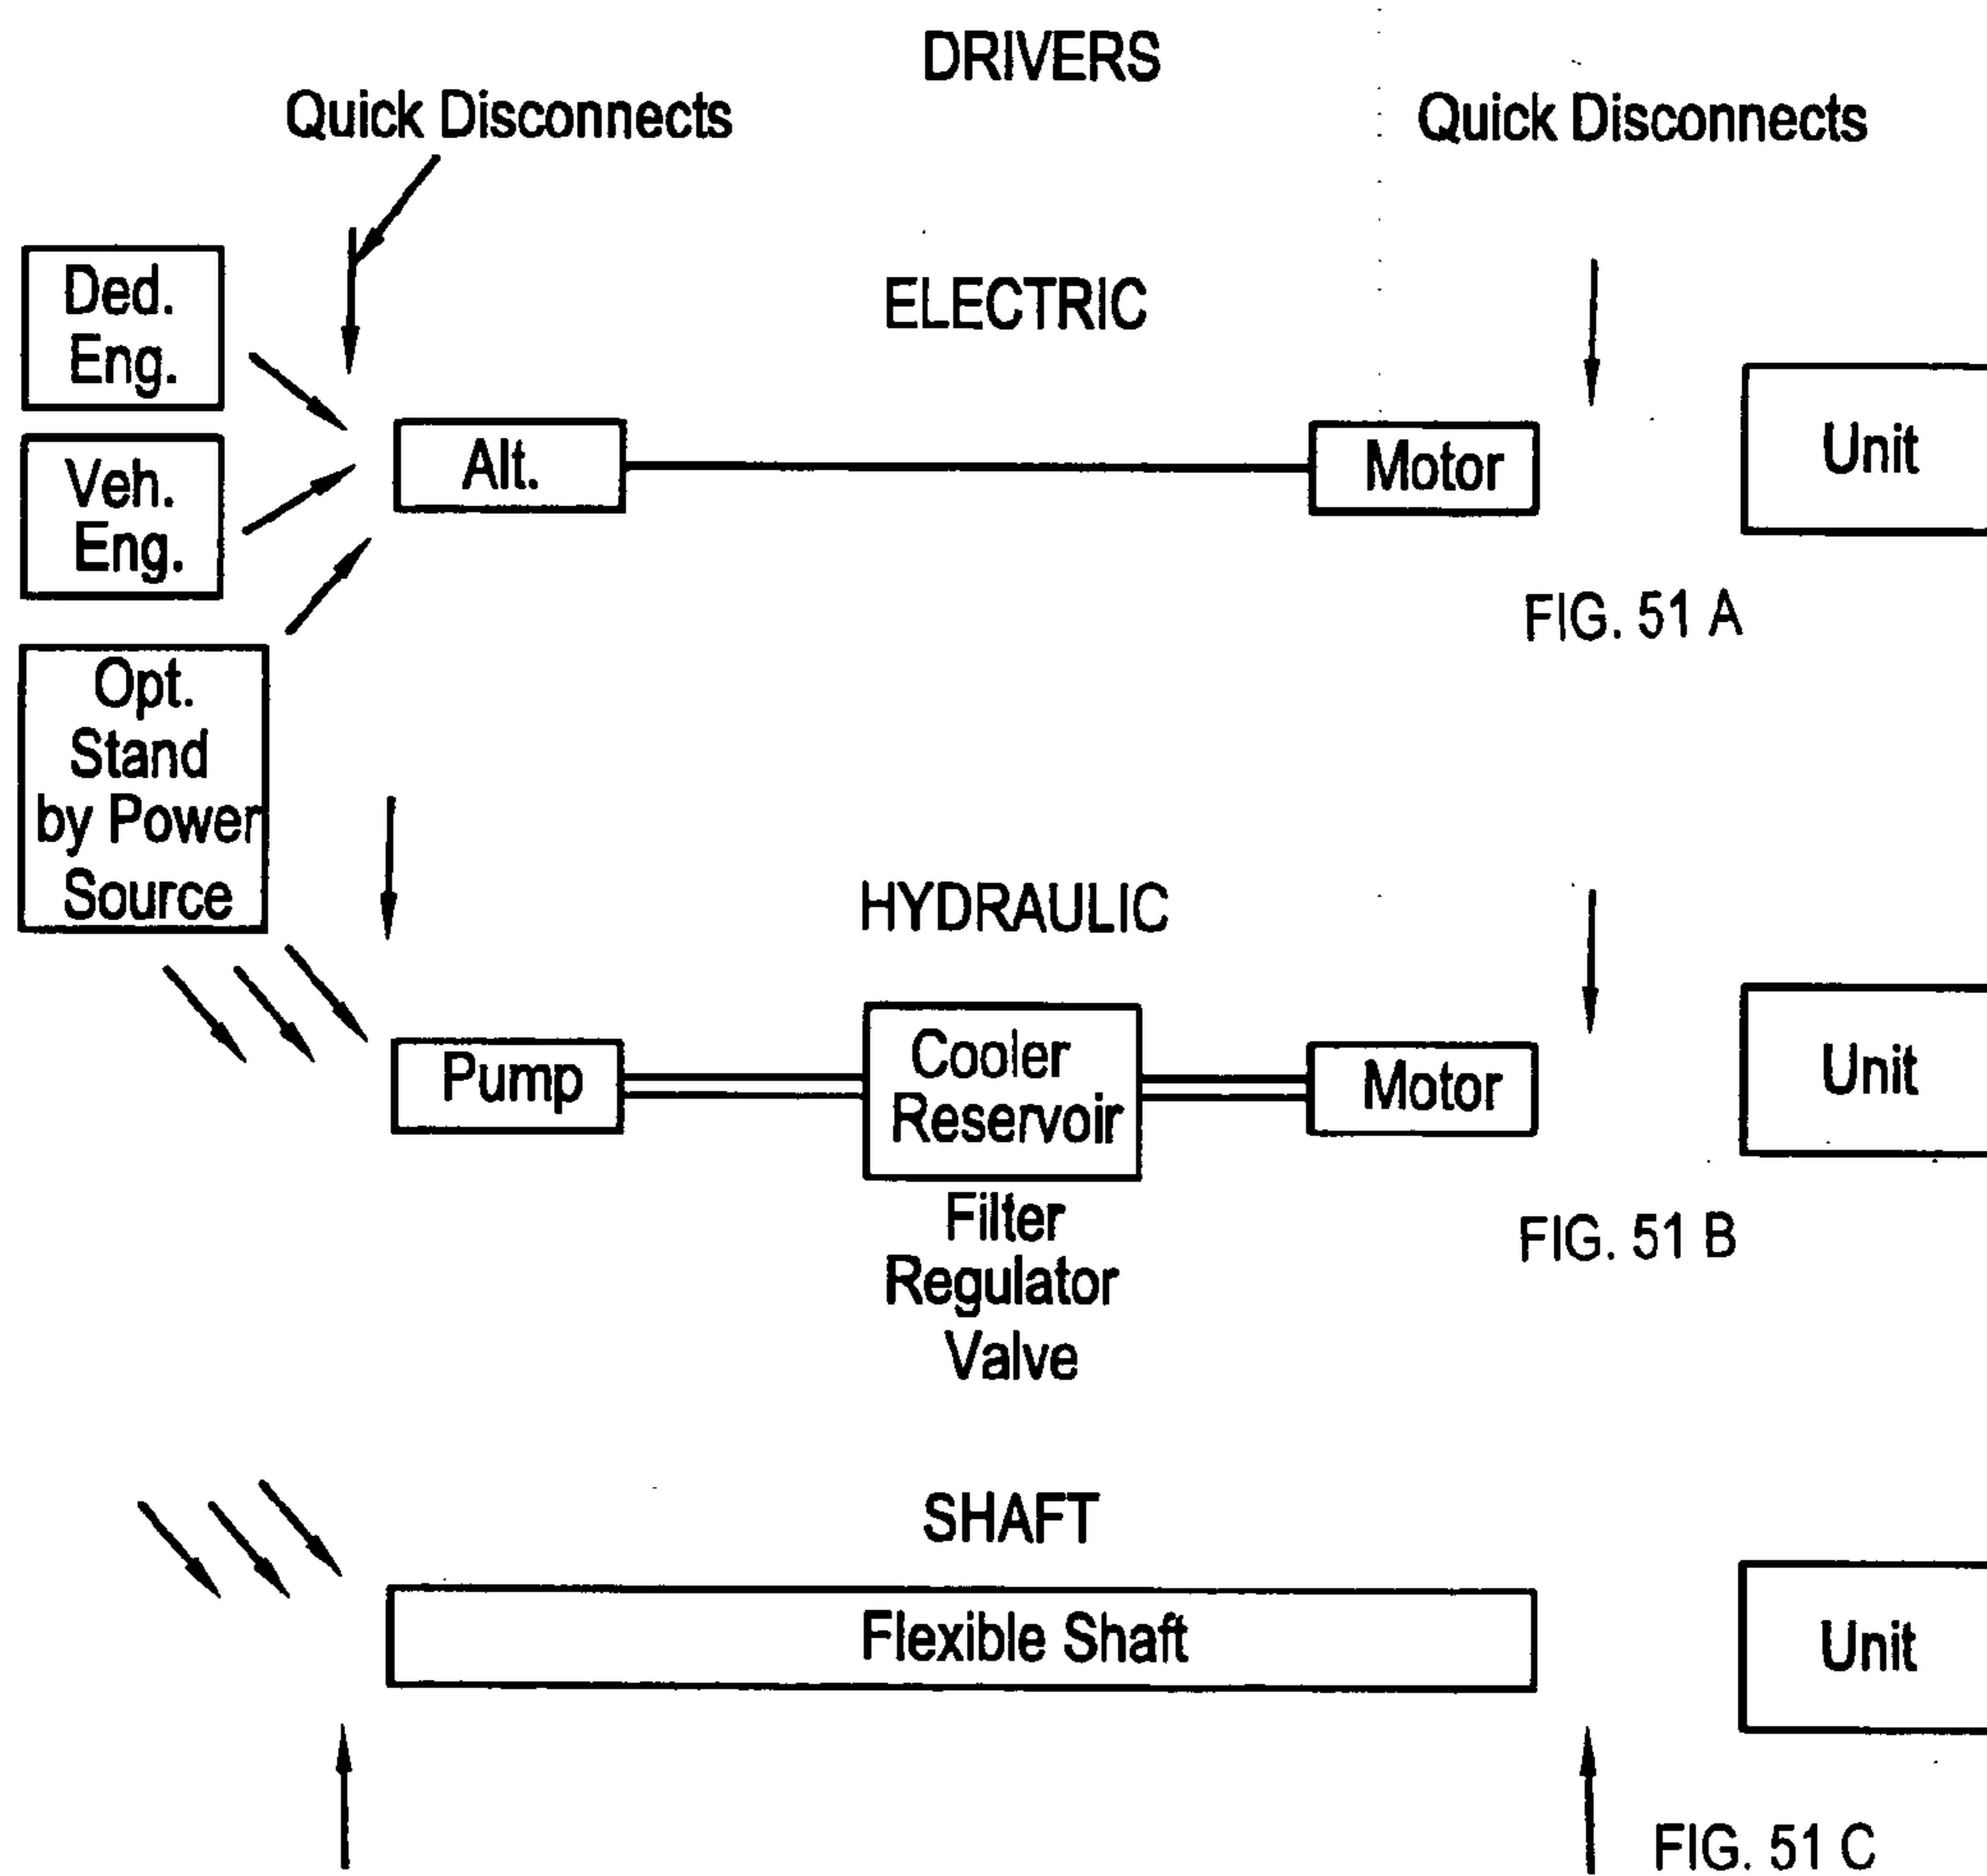 DRIVERS
Quick Disconnects
Quick Disconnects
Ded.
Eng.
ELECTRIC
Veh.
Eng.
Alt.
Motor
Unit
FIG. 51 A
Opt.
Stand
by Power
Source
HYDRAULIC
Pump
Cooler
Reservoir
Filter
Regulator
Valve
Motor
Unit
FIG. 51 B
SHAFT
Flexible Shaft
Unit
FIG. 51 C